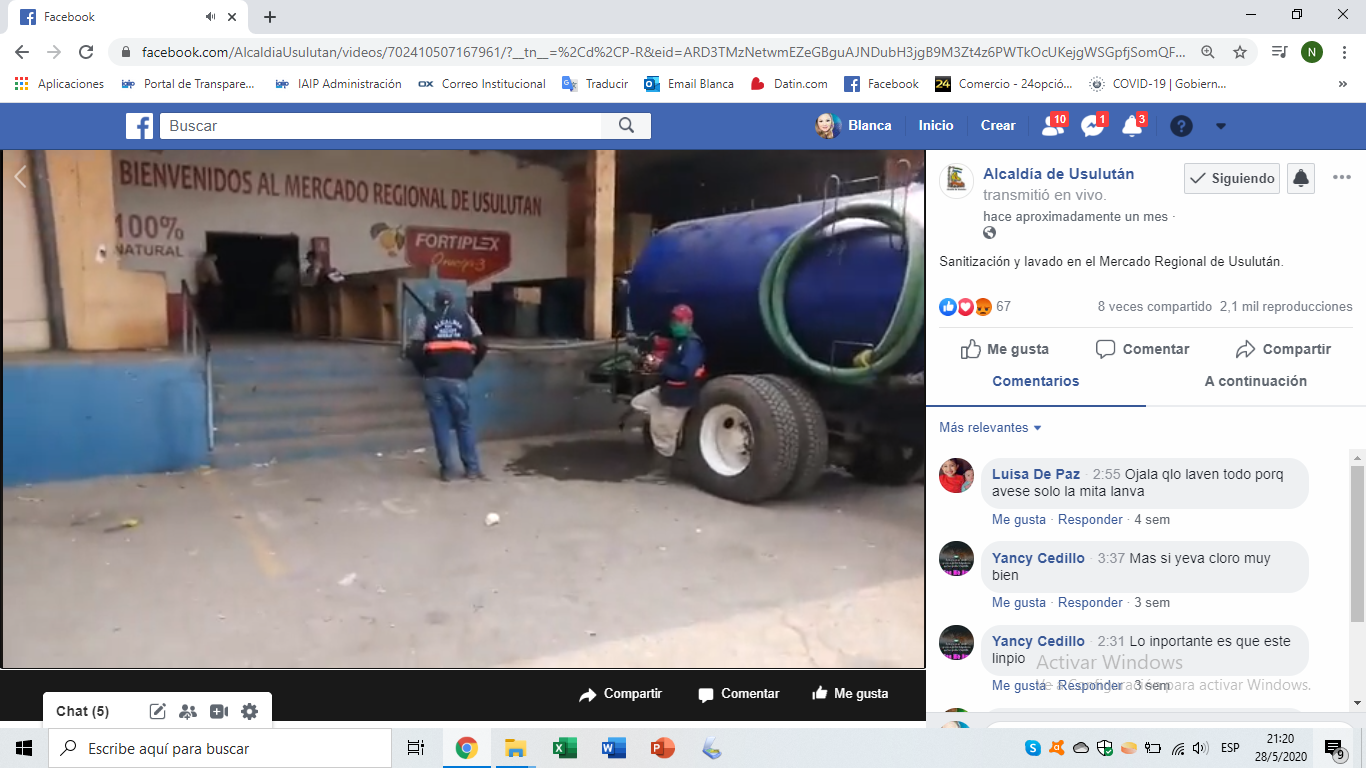 Facebook
facebook.com/AlcaldiaUsulutan/videos/702410507167961/?__tn__=%2Cd%2CP-R&eid=ARD3TMzNetwmEZeGBguAJNDubH3jgB9M3Zt4z6PWTkOcUKejgWSGpfjSomQF...
N
Aplicaciones
Portal de Transpare...
IAIP Administración
Correo Institucional
Traducir
Email Blanca
Datin.com
Facebook
24
Comercio - 24opció...
COVID-19 | Gobiern...
Buscar
Blanca
Inicio
Crear
10
1
3
BIENVENIDOS AL MERCADO REGIONAL DE USULUTAN
100%
NATURAL
FORTIPLEX
Omega 3
ALCALDIA
Alcaldía de Usulután
transmitió en vivo.
hace aproximadamente un mes ·
Siguiendo
Sanitización y lavado en el Mercado Regional de Usulután.
67
8 veces compartido 2,1 mil reproducciones
Me gusta
Comentar
Compartir
Comentarios
A continuación
Más relevantes
Luisa De Paz · 2:55 Ojala qlo laven todo porq
avese solo la mita lanva
Me gusta · Responder · 4 sem
Yancy Cedillo · 3:37 Mas si yeva cloro muy
bien
Me gusta · Responder · 3 sem
Yancy Cedillo · 2:31 Lo inportante es que este
linpio
Me gusta · Responder · 3 sem
Activar Windows
Ve a Configuración para activar Windows.
Compartir
Comentar
Me gusta
Chat (5)
Escribe aquí para buscar
ESP
21:20
28/5/2020
9